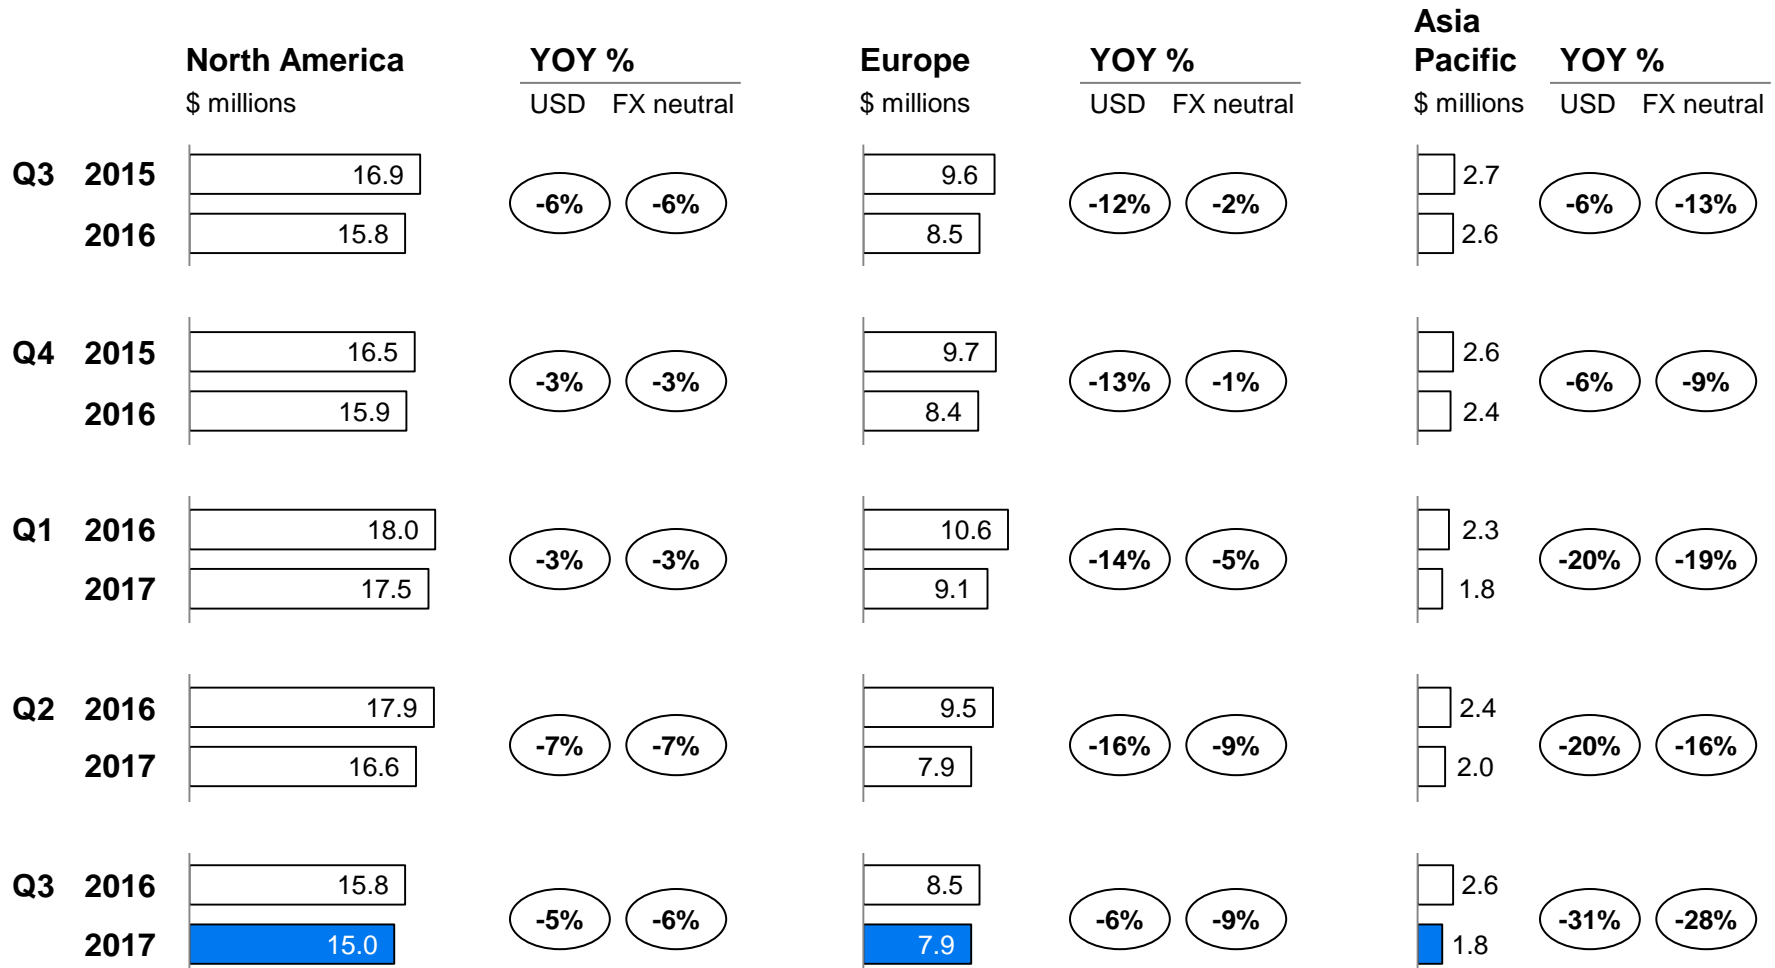 Asia
North America YOY % Europe YOY % Pacific YOY %
$ millions USD FX neutral $ millions USD FX neutral $ millions USD FX neutral
Q3 2015 16.9 9.6 2.7
-6% -6% -12% -2% -6% -13%
2016 15.8 8.5 2.6
Q4 2015 16.5 9.7 2.6
-3% -3% -13% -1% -6% -9%
2016 15.9 8.4 2.4
Q1 2016 18.0 10.6 2.3
-3% -3% -14% -5% -20% -19%
2017 17.5 9.1 1.8
Q2 2016 17.9 9.5 2.4
-7% -7% -16% -9% -20% -16%
2017 16.6 7.9 2.0
Q3 2016 15.8 8.5 2.6
-5% -6% -6% -9% -31% -28%
2017 15.0 7.9 1.8